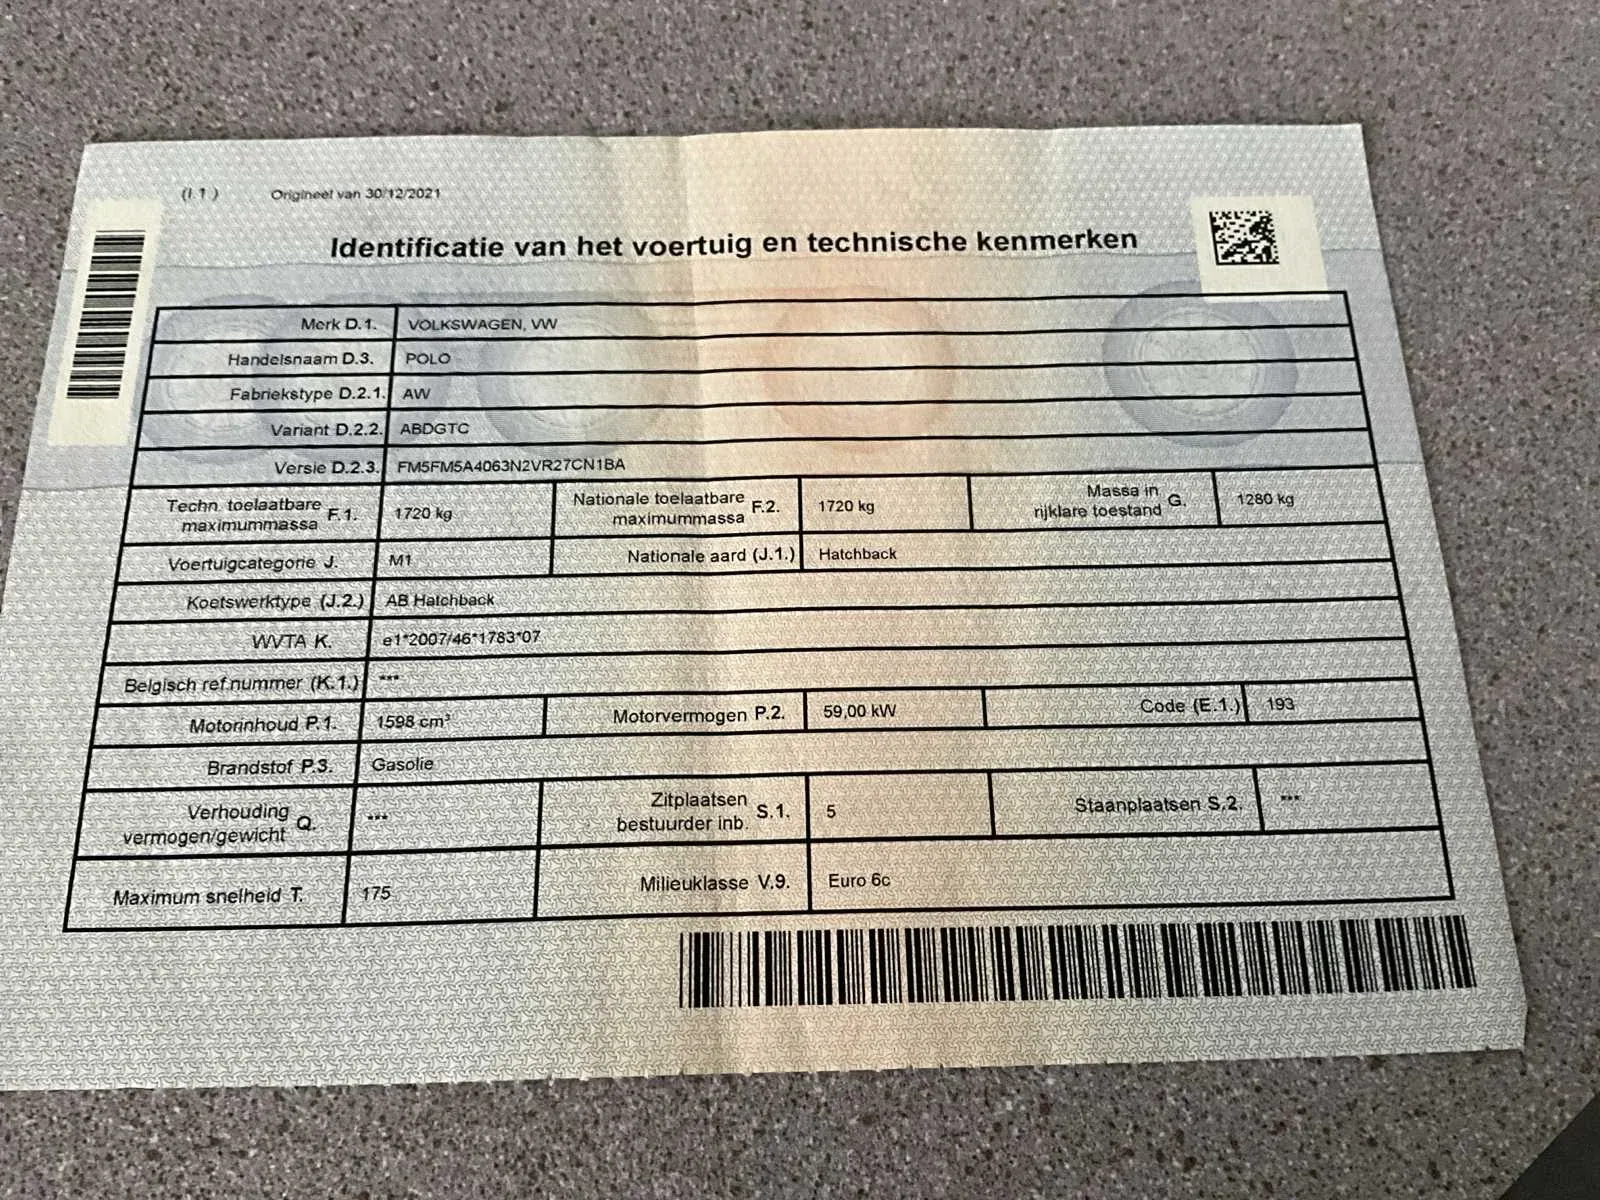 (I.1) Origineel van 30/12/2021
Identificatie van het voertuig en technische kenmerken
Merk D.1. VOLKSWAGEN, VW
Handelsnaam D.3. POLO
Fabriekstype D.2.1. AW
Variant D.2.2. ABDGTC
Versie D.2.3. FM5FM5A4063N2VR27CN1BA
Techn. toelaatbare maximummassa F.1. 1720 kg Nationale toelaatbare maximummassa F.2. 1720 kg Massa in rijklare toestand G. 1280 kg
Voertuigcategorie J. M1 Nationale aard (J.1.) Hatchback
Koetswerktype (J.2.) AB Hatchback
WVTA K. e1*2007/46*1783*07
Belgisch ref.nummer (K.1.) ***
Motorinhoud P.1. 1598 cm³ Motorvermogen P.2. 59,00 kW Code (E.1.) 193
Brandstof P.3. Gasolie
Verhouding vermogen/gewicht Q. *** Zitplaatsen bestuurder inb. S.1. 5 Staanplaatsen S.2. ***
Maximum snelheid T. 175 Milieuklasse V.9. Euro 6c